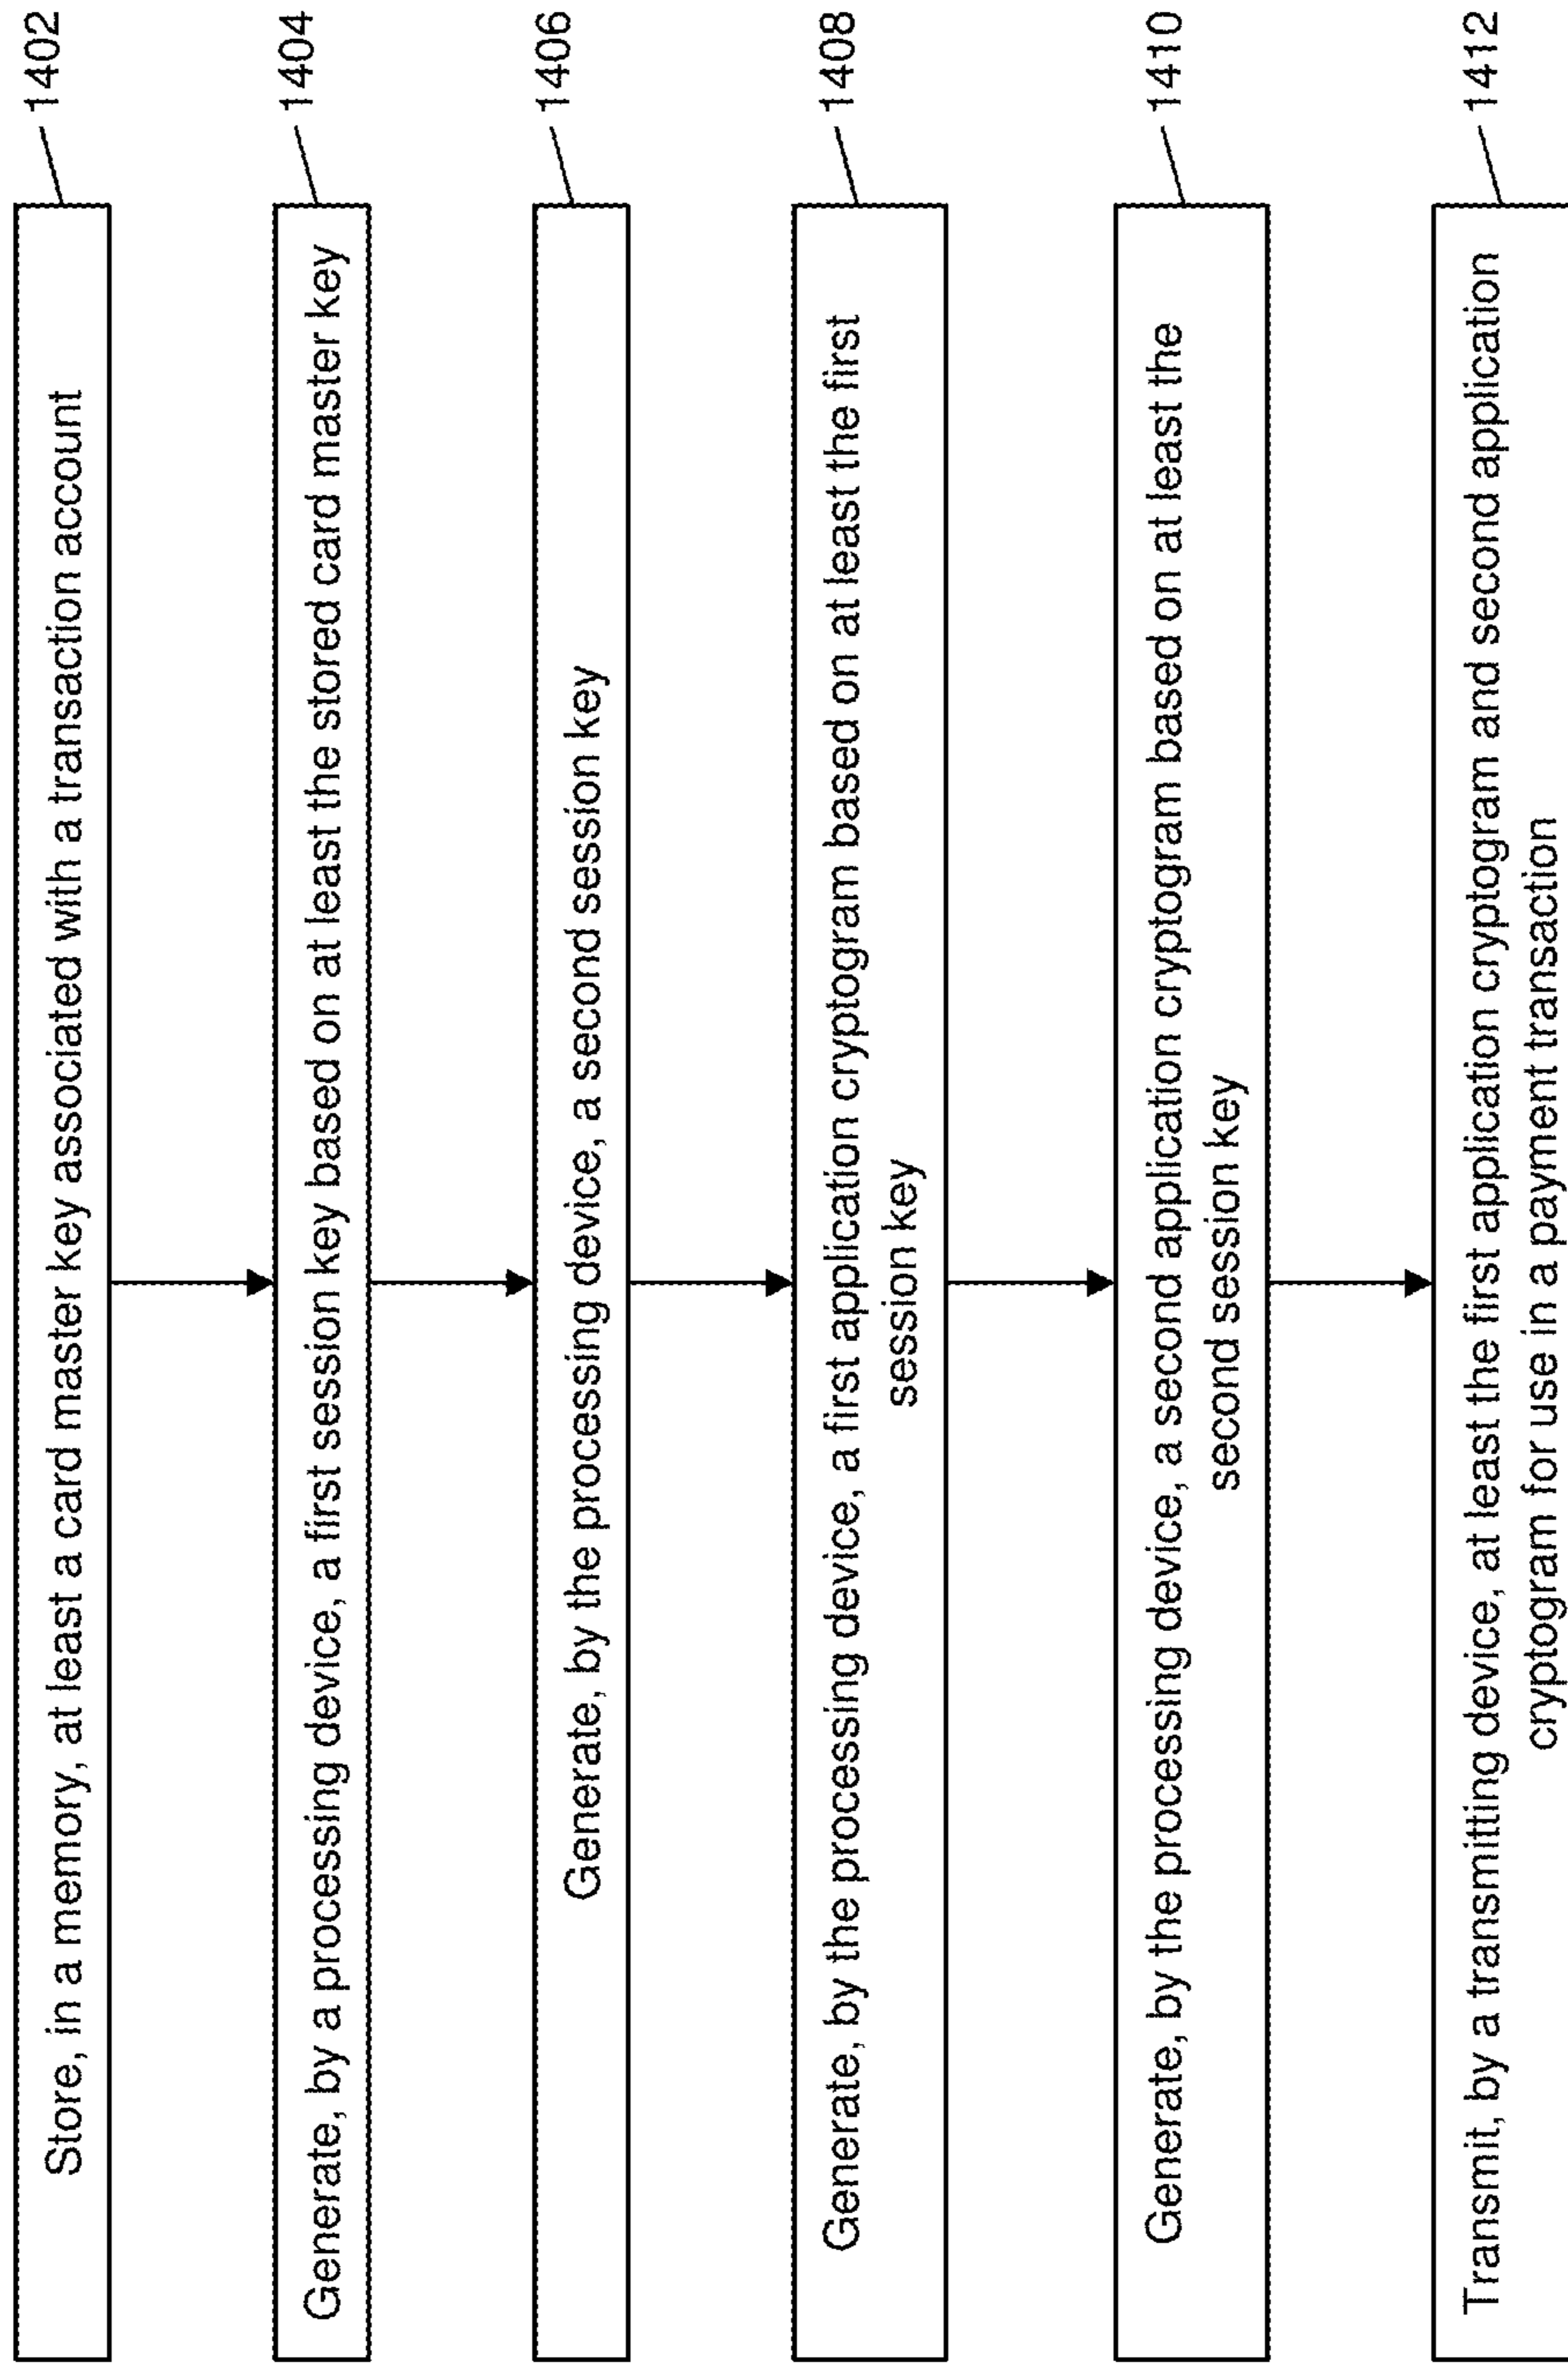 Store, in a memory, at least a card master key associated with a transaction account
1402
Generate, by a processing device, a first session key based on at least the stored card master key
1404
Generate, by the processing device, a second session key
1406
Generate, by the processing device, a first application cryptogram based on at least the first
session key
1408
Generate, by the processing device, a second application cryptogram based on at least the
second session key
1410
Transmit, by a transmitting device, at least the first application cryptogram and second application
cryptogram for use in a payment transaction
1412